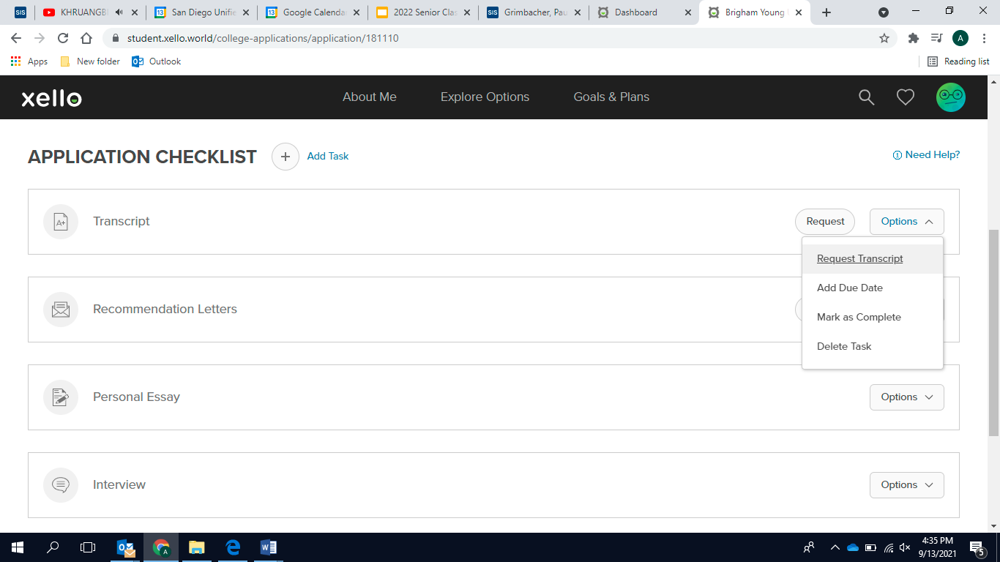 SIS
KHRUANGBI
San Diego Unifie
Google Calenda
2022 Senior Clas
SIS
Grimbacher, Pau
Dashboard
Brigham Young
student.xello.world/college-applications/application/181110
A
Apps
New folder
Outlook
Reading list
xello
About Me
Explore Options
Goals & Plans
APPLICATION CHECKLIST
+
Add Task
Need Help?
A+
Transcript
Request
Options
Request Transcript
Add Due Date
Mark as Complete
Delete Task
Recommendation Letters
Personal Essay
Options
Interview
Options
4:35 PM
9/13/2021
5